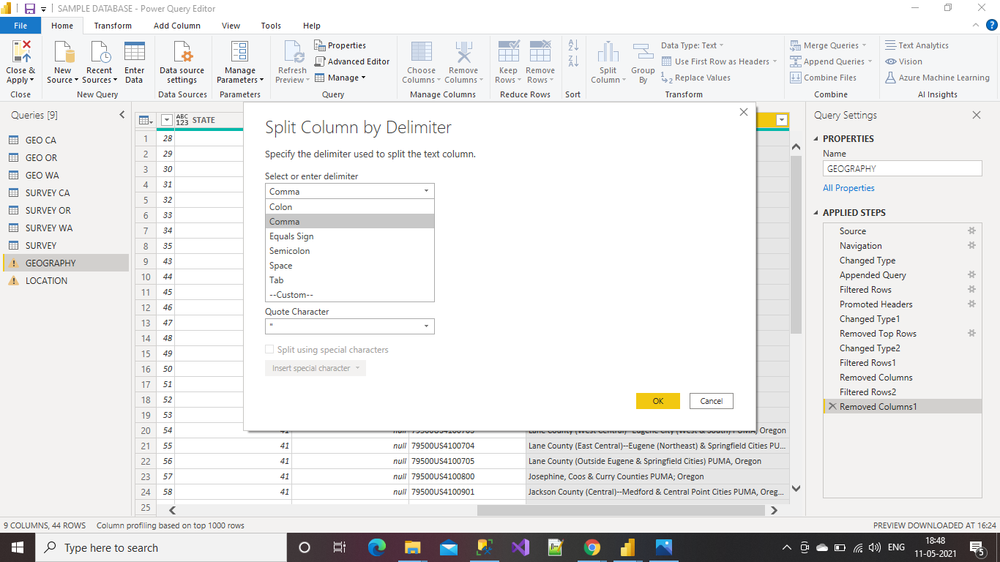 SAMPLE DATABASE - Power Query Editor
File Home Transform Add Column View Tools Help
Close & Apply
New Source
Recent Sources
Enter Data
Data source settings
Manage Parameters
Refresh Preview
Properties
Advanced Editor
Manage
Choose Columns
Remove Columns
Keep Rows
Remove Rows
Split Column
Group By
Data Type: Text
Use First Row as Headers
Replace Values
Merge Queries
Append Queries
Combine Files
Text Analytics
Vision
Azure Machine Learning
Close New Query Data Sources Parameters Query Manage Columns Reduce Rows Sort Transform Combine AI Insights
Queries [9]
GEO CA
GEO OR
GEO WA
SURVEY CA
SURVEY OR
SURVEY WA
SURVEY
GEOGRAPHY
LOCATION
ABC 123 STATE
1 28
2 29
3 30
4 31
5 32
6 33
7 34
8 35
9 43
10 44
11 45
12 46
13 47
14 48
15 49
16 50
17 51
18 52
19 53
20 54
21 55 41 null 79500US4100704 Lane County (East Central)--Eugene (Northeast) & Springfield Cities PU...
22 56 41 null 79500US4100705 Lane County (Outside Eugene & Springfield Cities) PUMA, Oregon
23 57 41 null 79500US4100800 Josephine, Coos & Curry Counties PUMA; Oregon
24 58 41 null 79500US4100901 Jackson County (Central)--Medford & Central Point Cities PUMA, Oreg...
25
Split Column by Delimiter
Specify the delimiter used to split the text column.
Select or enter delimiter
Comma
Colon
Comma
Equals Sign
Semicolon
Space
Tab
--Custom--
Quote Character
"
Split using special characters
Insert special character
OK Cancel
Query Settings
PROPERTIES
Name
GEOGRAPHY
All Properties
APPLIED STEPS
Source
Navigation
Changed Type
Appended Query
Filtered Rows
Promoted Headers
Changed Type1
Removed Top Rows
Changed Type2
Filtered Rows1
Removed Columns
Filtered Rows2
Removed Columns1
9 COLUMNS, 44 ROWS Column profiling based on top 1000 rows PREVIEW DOWNLOADED AT 16:24
Type here to search
ENG
18:48
11-05-2021
5